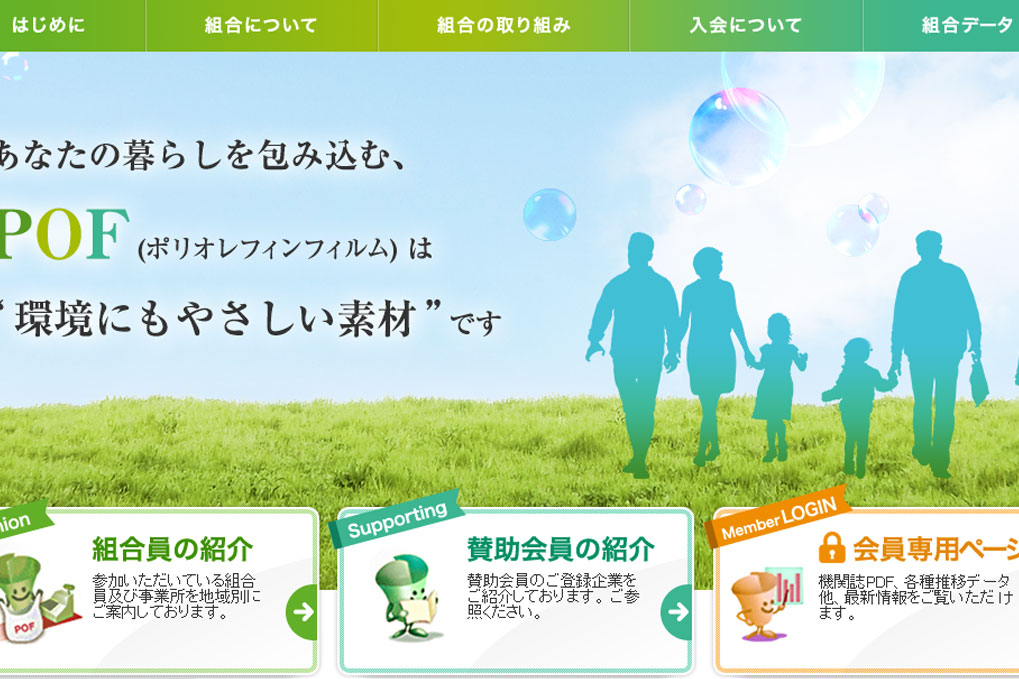 はじめに
組合について
組合の取り組み
入会について
組合データ
あなたの暮らしを包み込む、
POF (ポリオレフィンフィルム) は
“環境にもやさしい素材”です
Supporting
Member LOGIN
組合員の紹介
参加いただいている組合
員及び事業所を地域別に
ご案内しております。
POF
賛助会員の紹介
賛助会員のご登録企業を
ご紹介しております。ご参
照ください。
会員専用ページ
機関誌PDF、各種推移データ
他、最新情報をご覧いただけ
ます。